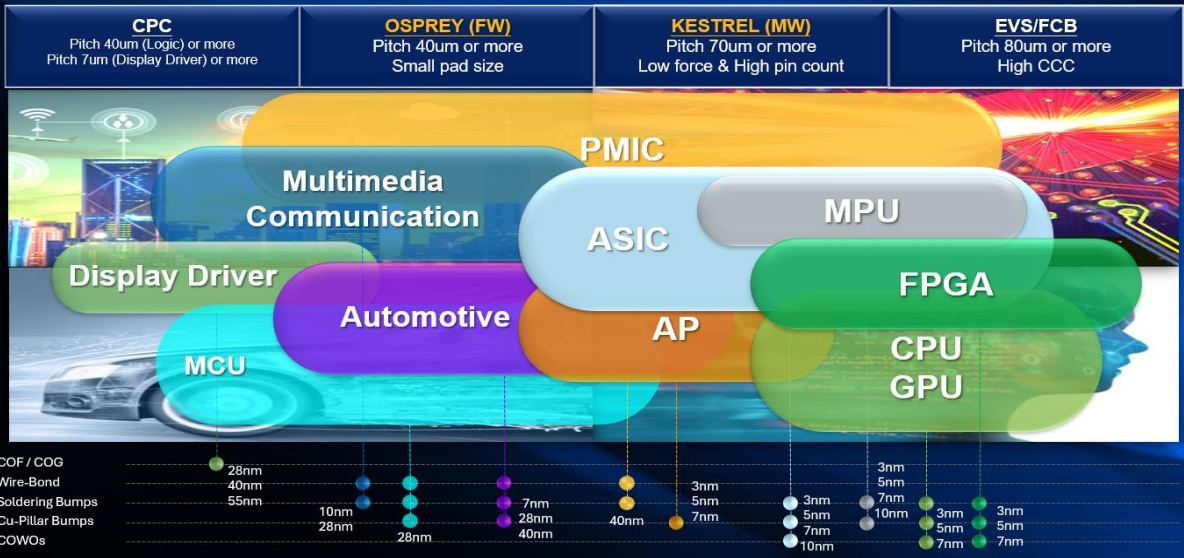 CPC
Pitch 40um (Logic) or more
Pitch 7um (Display Driver) or more
OSPREY (FW)
Pitch 40um or more
Small pad size
KESTREL (MW)
Pitch 70um or more
Low force & High pin count
EVS/FCB
Pitch 80um or more
High CCC
PMIC
Multimedia
Communication
MPU
ASIC
Display Driver
FPGA
Automotive
AP
MCU
CPU
GPU
COF / COG
Wire-Bond
Soldering Bumps
Cu-Pillar Bumps
COWOs
28nm
40nm
55nm
10nm
28nm
28nm
7nm
28nm
40nm
40nm
3nm
5nm
7nm
3nm
5nm
7nm
10nm
3nm
5nm
7nm
10nm
3nm
5nm
7nm
3nm
5nm
7nm